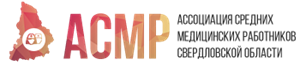 АСМР
АССОЦИАЦИЯ СРЕДНИХ
МЕДИЦИНСКИХ РАБОТНИКОВ
СВЕРДЛОВСКОЙ ОБЛАСТИ